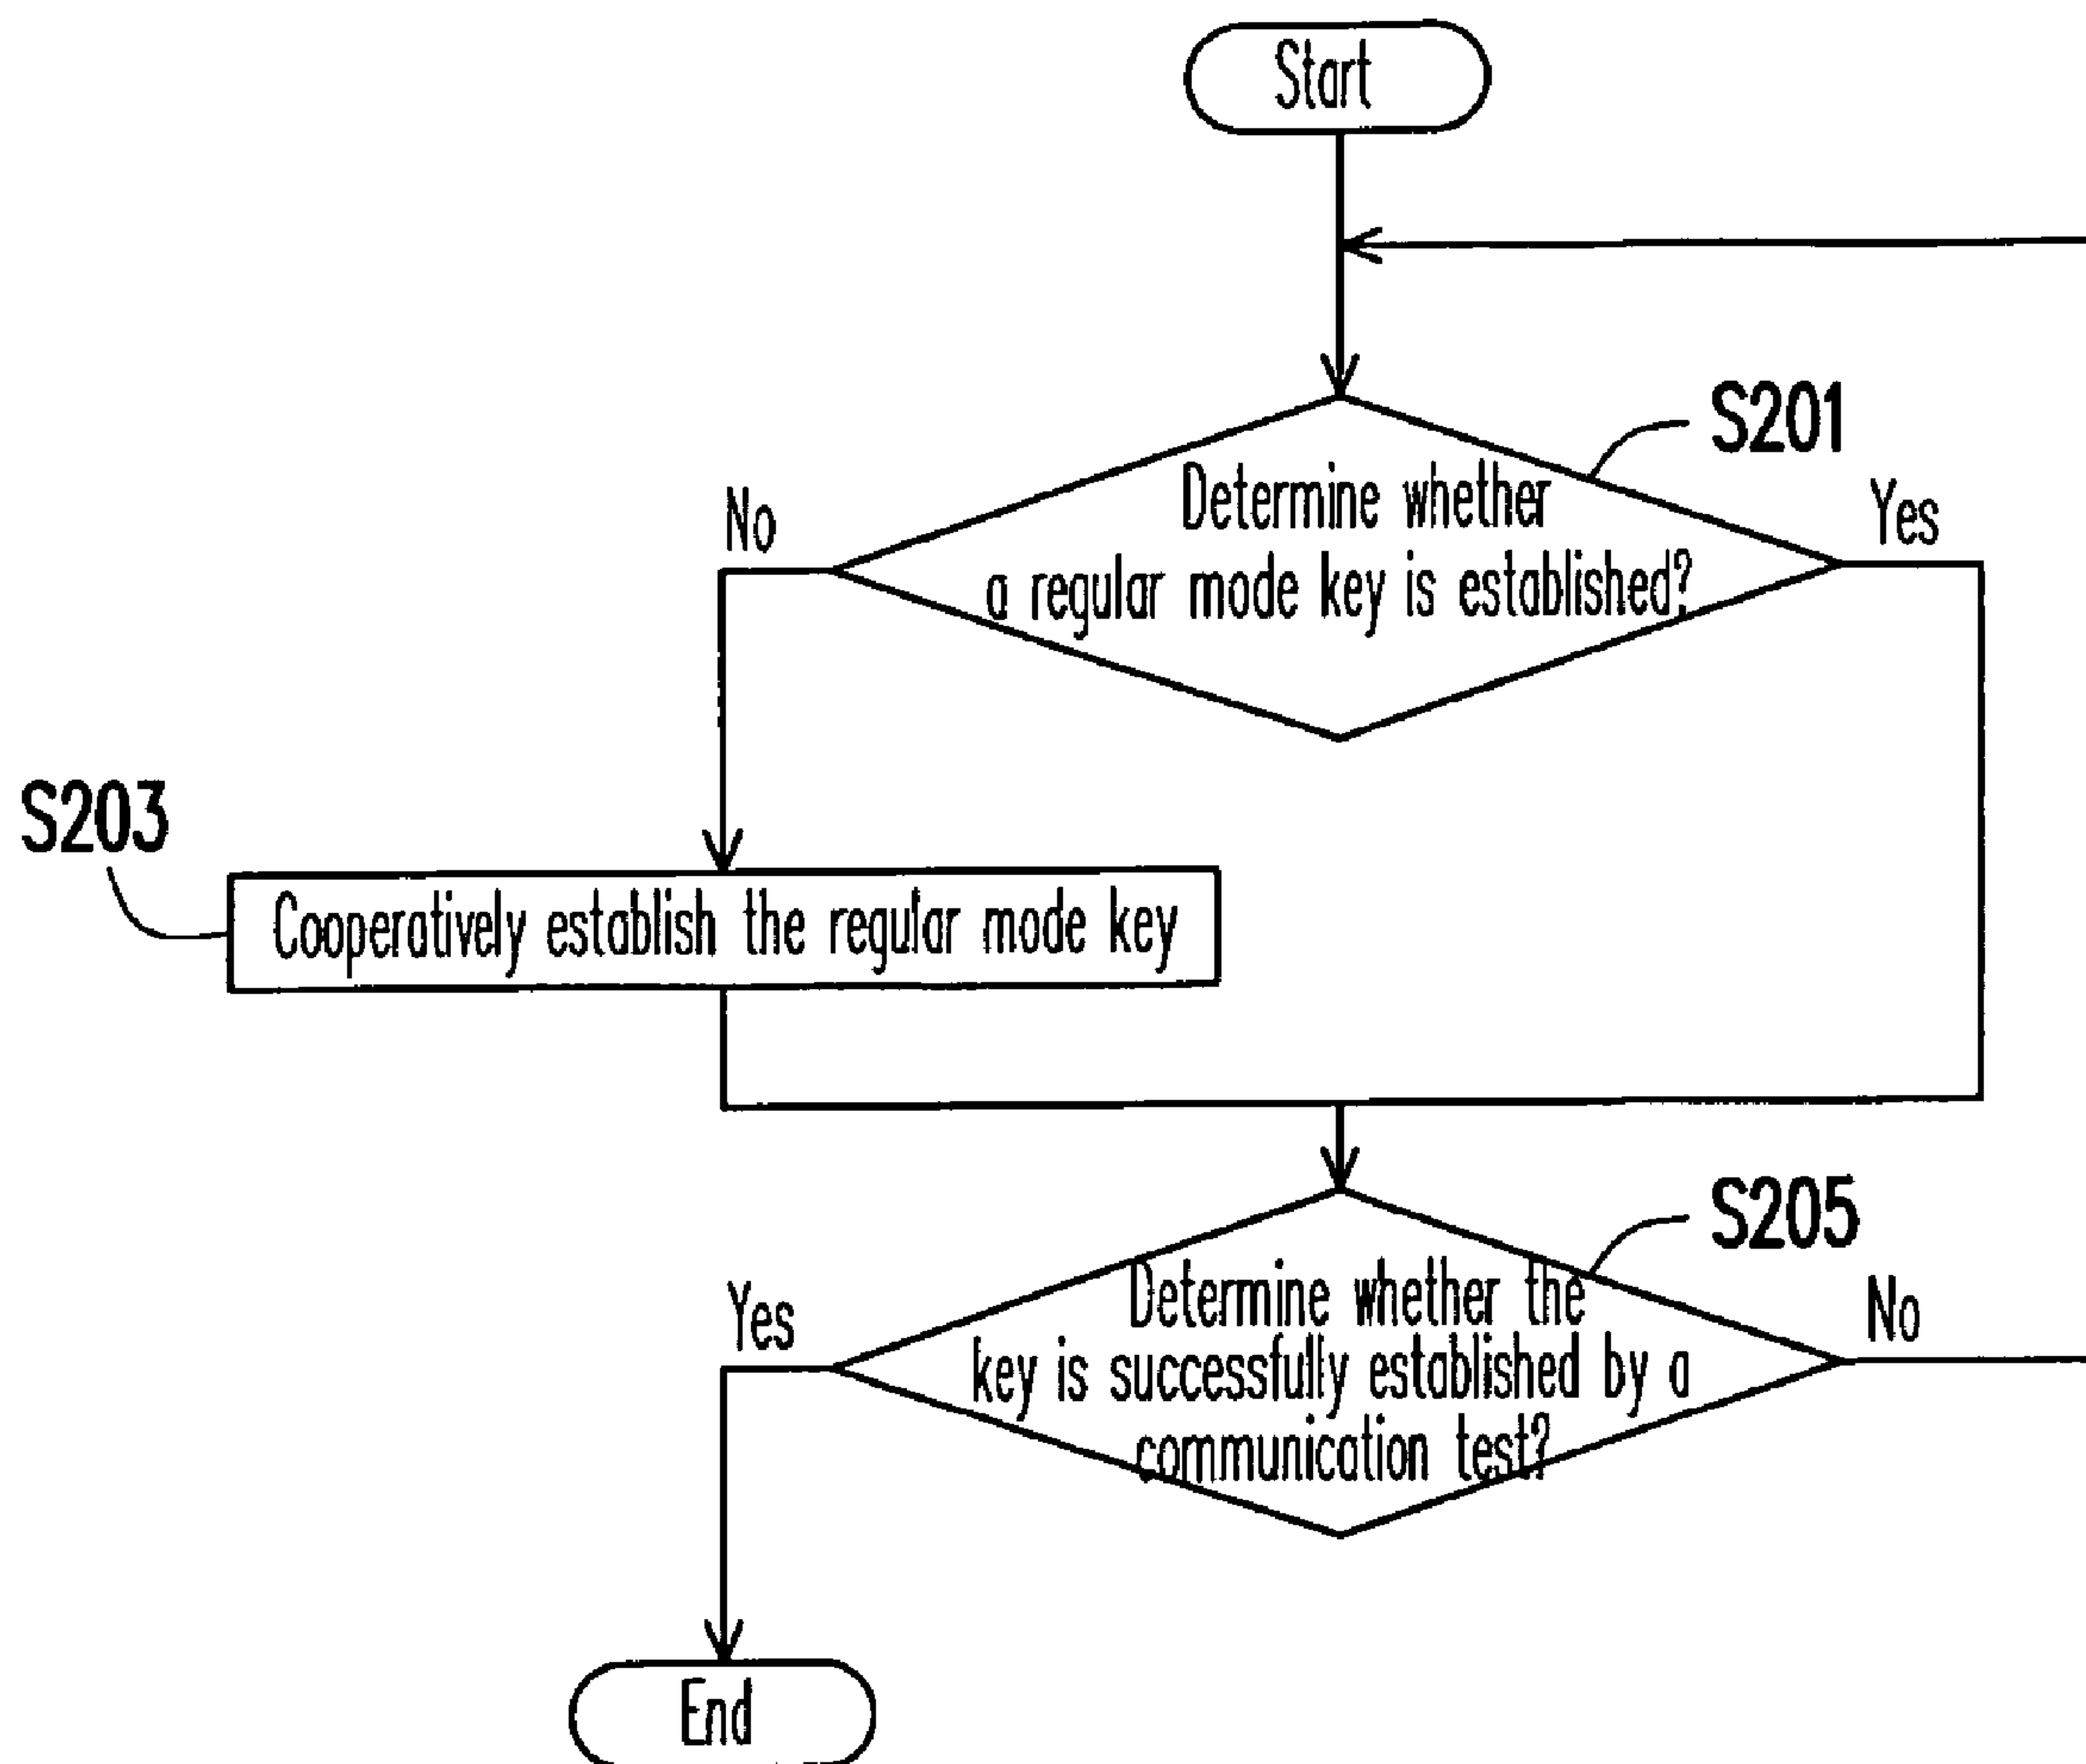 Start
S201
Determine whether
a regular mode key is established?
No
Yes
S203
Cooperatively establish the regular mode key
S205
Determine whether the
key is successfully established by a
communication test?
Yes
No
End